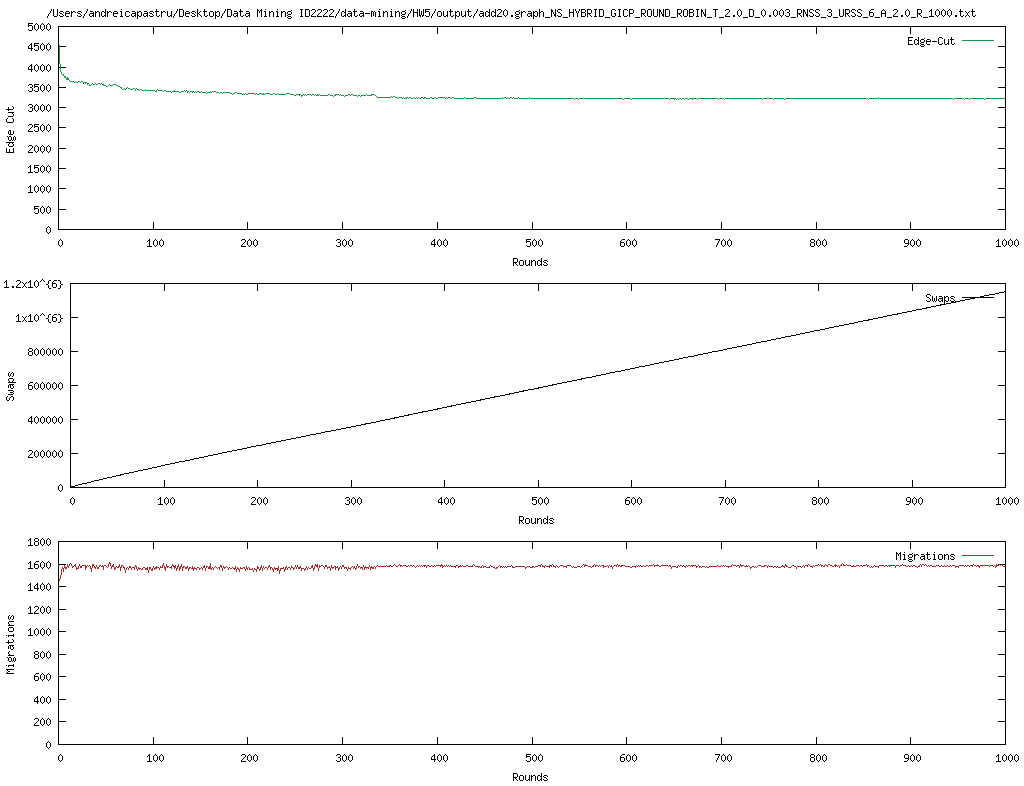 /Users/andreicapastru/Desktop/Data Mining ID2222/data-mining/HW5/output/add20.graph_NS_HYBRID_GICP_ROUND_ROBIN_T_2.0_D_0.003_RNSS_3_URSS_6_A_2.0_R_1000.txt
5000
4500
4000
3500
3000
2500
2000
1500
1000
500
0
Edge Cut
Edge-Cut
0 100 200 300 400 500 600 700 800 900 1000
Rounds
1.2x10^{6}
1x10^{6}
800000
600000
400000
200000
0
Swaps
Swaps
0 100 200 300 400 500 600 700 800 900 1000
Rounds
1800
1600
1400
1200
1000
800
600
400
200
0
Migrations
Migrations
0 100 200 300 400 500 600 700 800 900 1000
Rounds